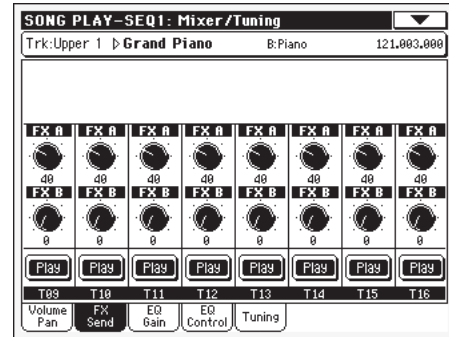 SONG PLAY-SEQ1: Mixer/Tuning
Trk:Upper 1 ▷Grand Piano B:Piano 121.003.000
FX A FX A FX A FX A FX A FX A FX A FX A
40 40 40 40 40 40 40 40
FX B FX B FX B FX B FX B FX B FX B FX B
0 0 0 0 0 0 0 0
Play Play Play Play Play Play Play Play
T09 T10 T11 T12 T13 T14 T15 T16
Volume Pan FX Send EQ Gain EQ Control Tuning